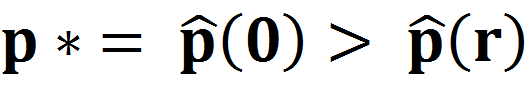 p * = p̂(0) > p̂(r)